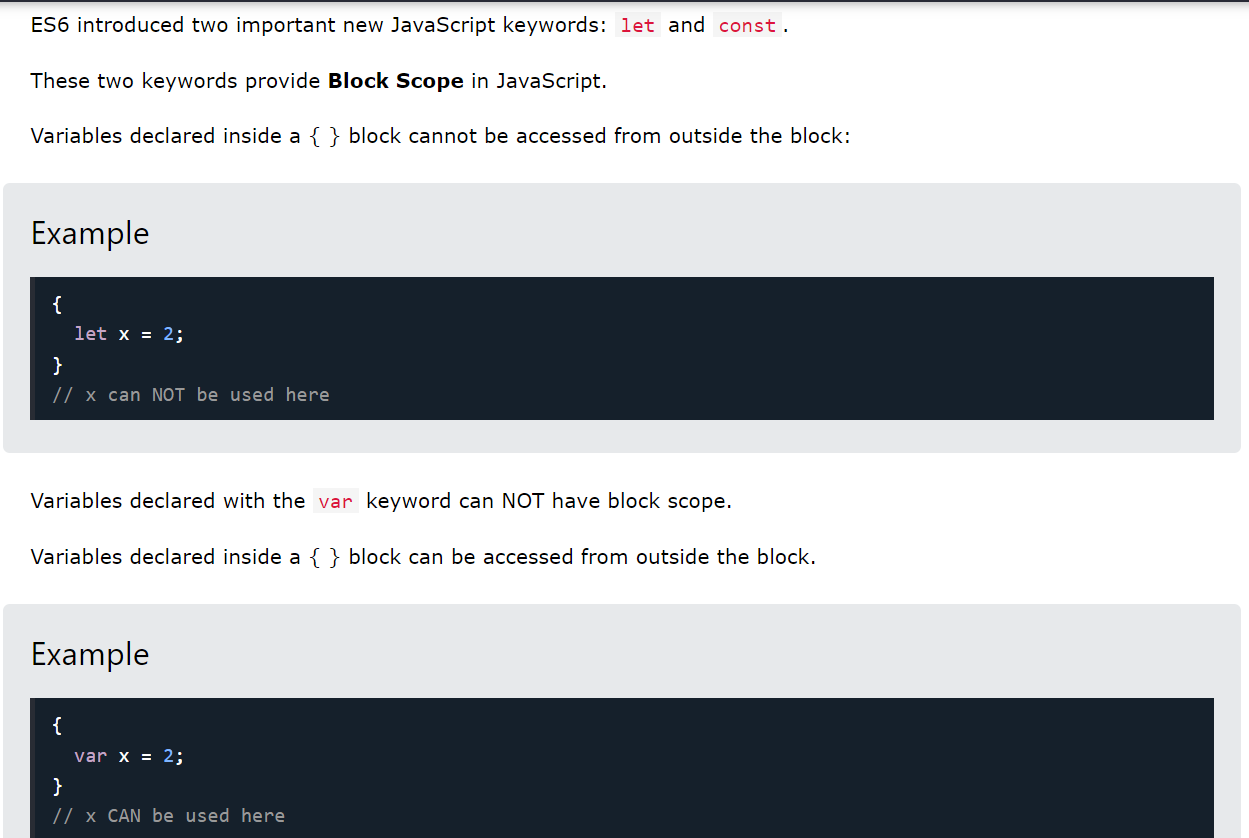 ES6 introduced two important new JavaScript keywords: let and const.
These two keywords provide Block Scope in JavaScript.
Variables declared inside a { } block cannot be accessed from outside the block:
Example
{
  let x = 2;
}
// x can NOT be used here
Variables declared with the var keyword can NOT have block scope.
Variables declared inside a { } block can be accessed from outside the block.
Example
{
  var x = 2;
}
// x CAN be used here